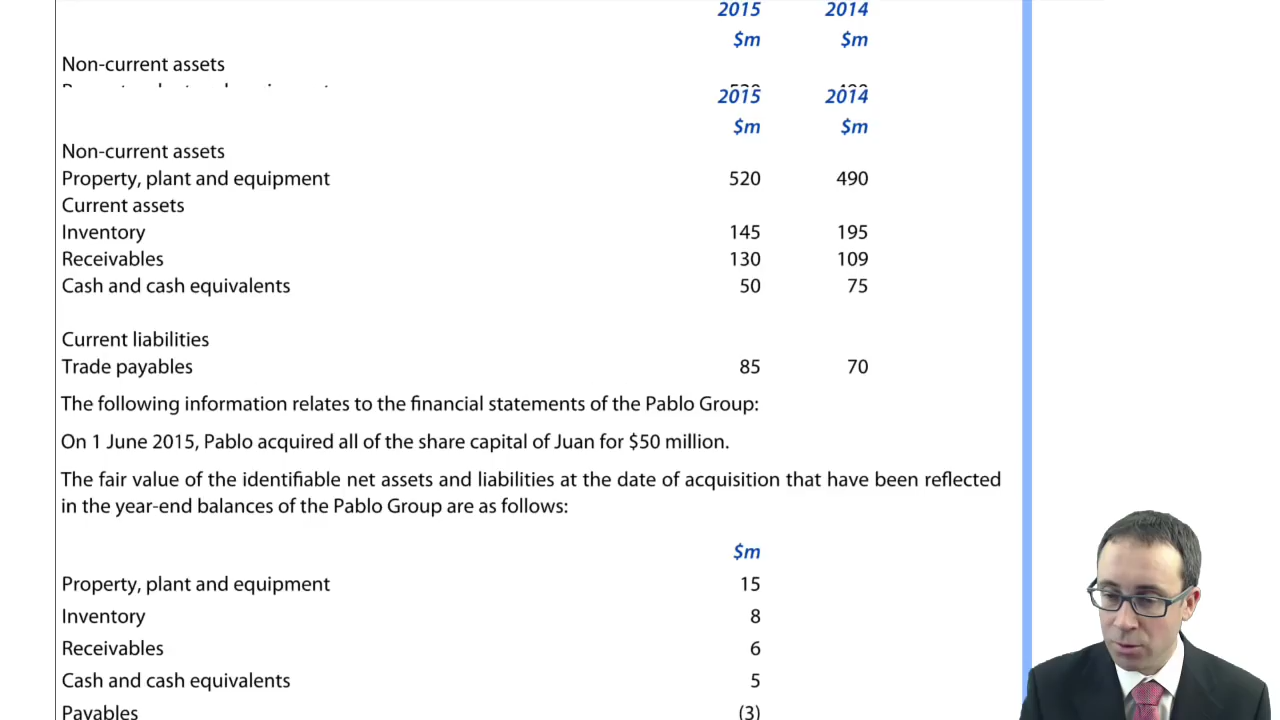 2015 2014
$m $m
Non-current assets
2015 2014
$m $m
Non-current assets
Property, plant and equipment 520 490
Current assets
Inventory 145 195
Receivables 130 109
Cash and cash equivalents 50 75
Current liabilities
Trade payables 85 70
The following information relates to the financial statements of the Pablo Group:
On 1 June 2015, Pablo acquired all of the share capital of Juan for $50 million.
The fair value of the identifiable net assets and liabilities at the date of acquisition that have been reflected
in the year-end balances of the Pablo Group are as follows:
$m
Property, plant and equipment 15
Inventory 8
Receivables 6
Cash and cash equivalents 5
Payables (3)